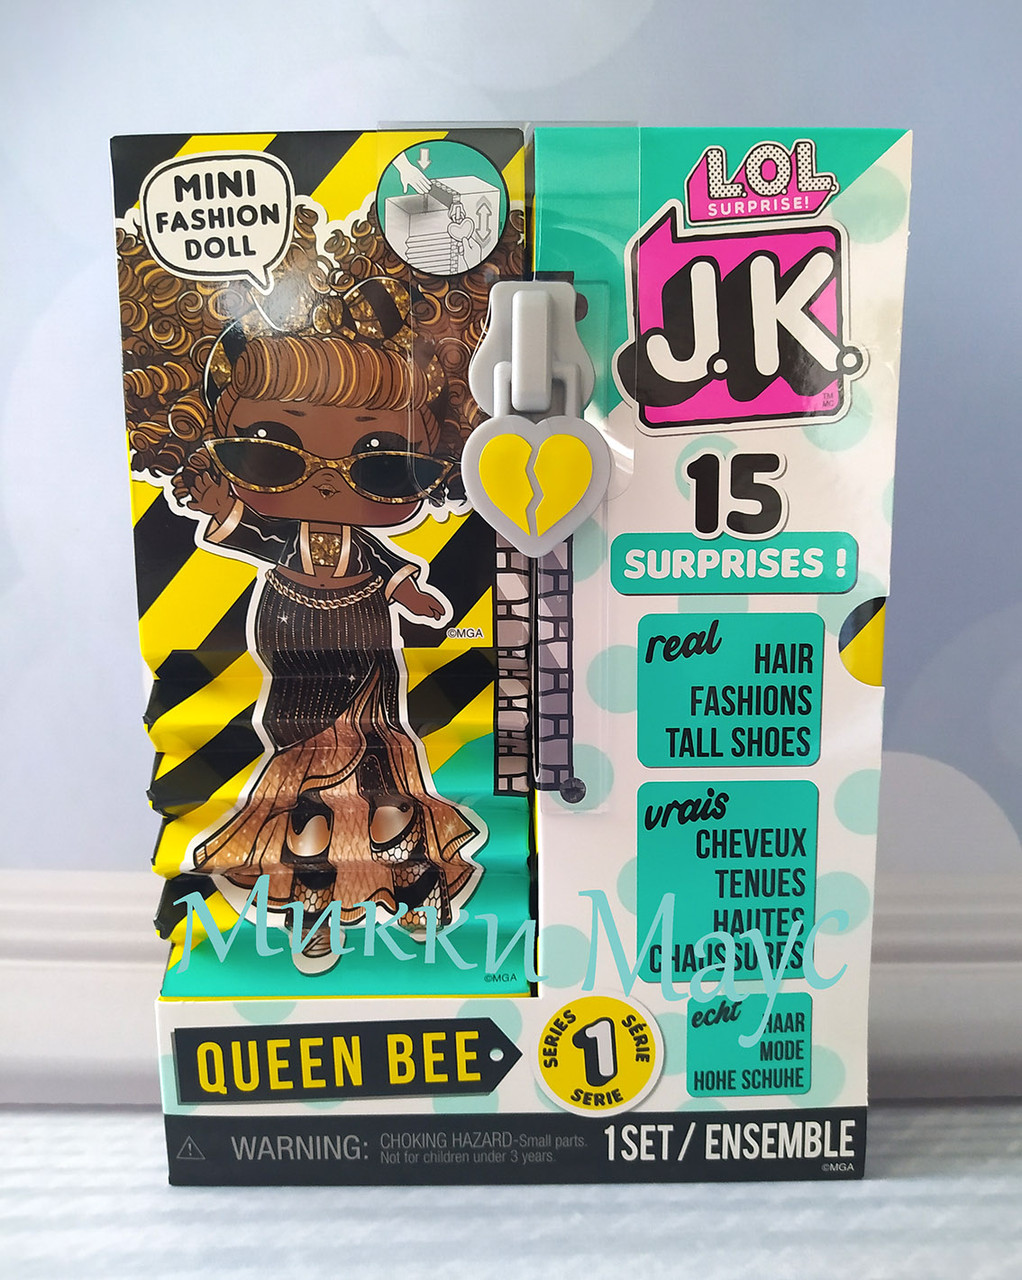 MINI
FASHION
DOLL
L.O.L.
SURPRISE!
J.K.
TM
MC
15
SURPRISES !
real
HAIR
FASHIONS
TALL SHOES
©MGA
vrais
CHEVEUX
TENUES
HAUTES
CHAUSSURES
Микки Маус
©MGA
echt
HAAR
MODE
HOHE SCHUHE
QUEEN BEE
SERIES
SÉRIE
1
SERIE
WARNING: CHOKING HAZARD-Small parts.
Not for children under 3 years.
1 SET / ENSEMBLE
©MGA